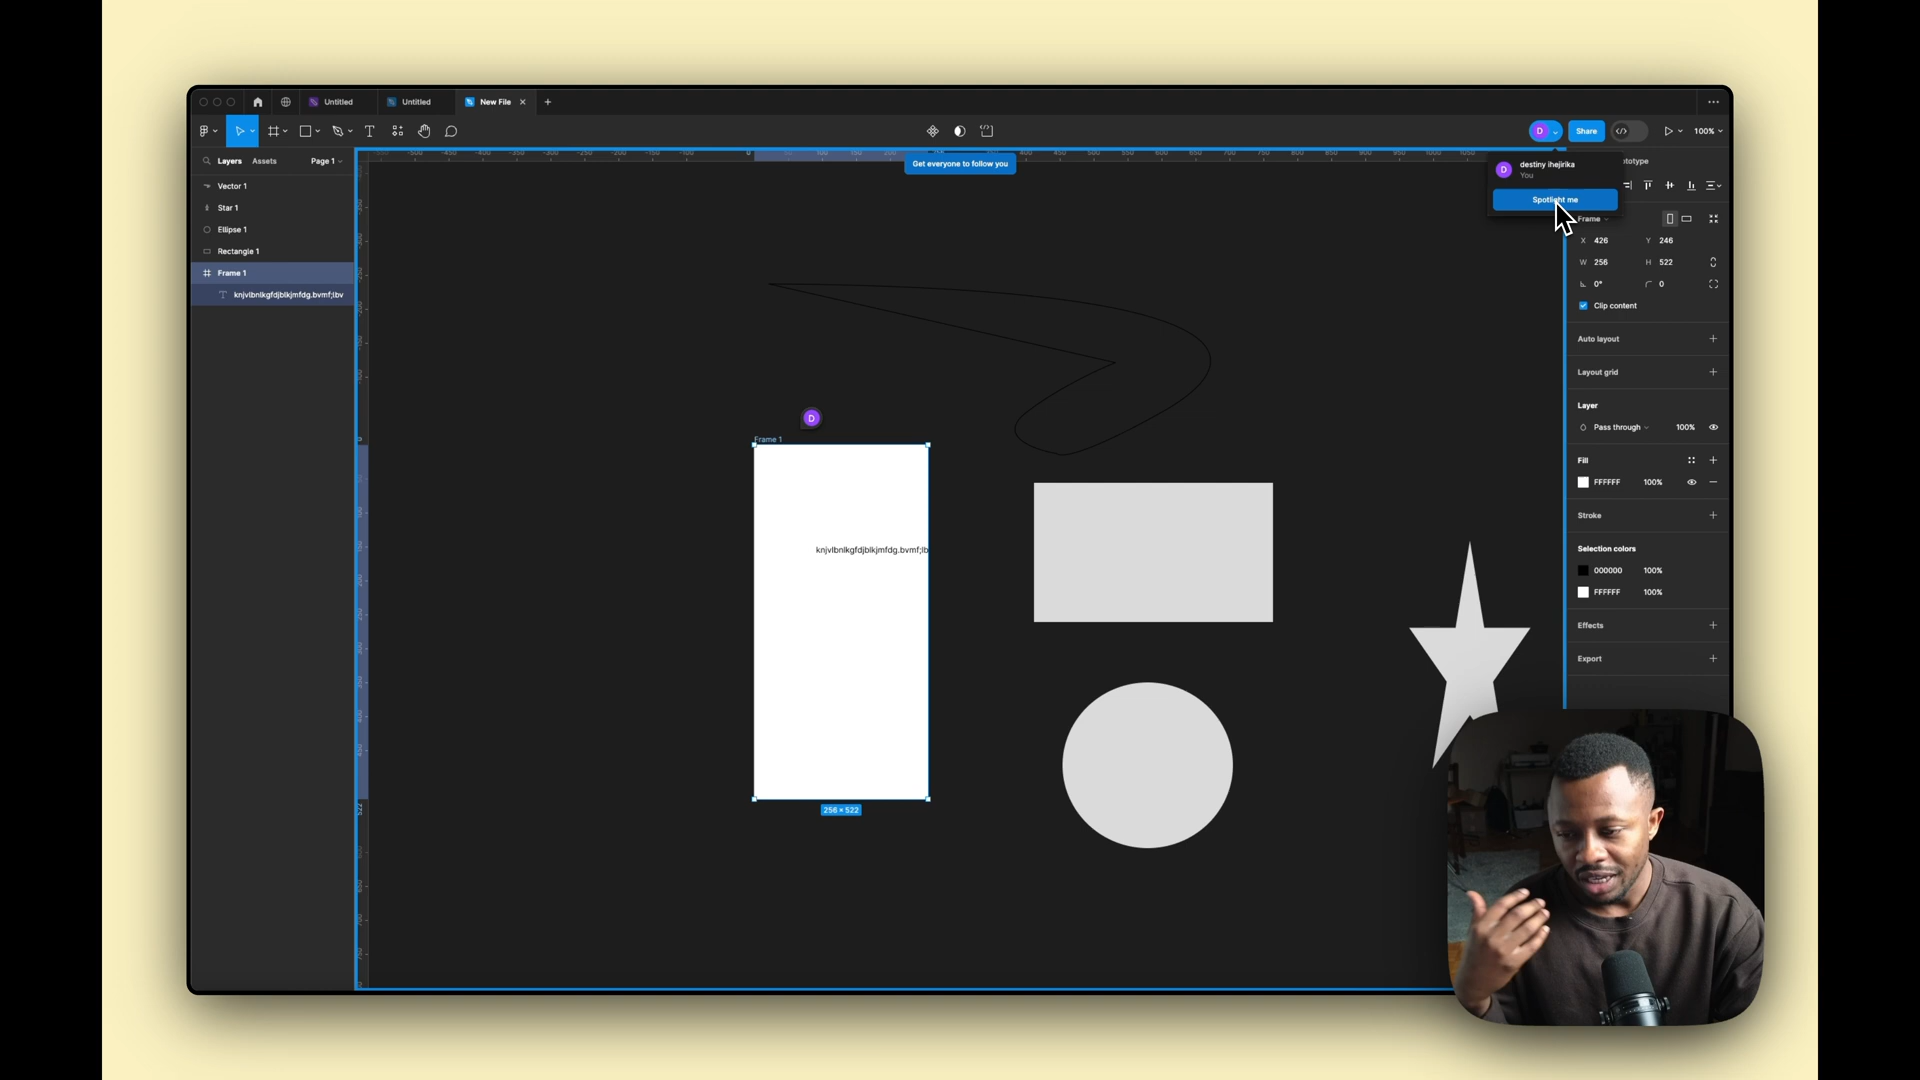 Untitled
Untitled
New File
Share
100%
Layers
Assets
Page 1
Get everyone to follow you
D
destiny ihejirika
You
Spotlight me
ototype
Vector 1
Star 1
Ellipse 1
Rectangle 1
Frame 1
knjvlbnlkgfdjblkjmfdg.bvmf;lbv
Frame
X 426
Y 246
W 256
H 522
0°
0
Clip content
Auto layout
Layout grid
Layer
Pass through
100%
Fill
FFFFFF 100%
Stroke
Selection colors
000000 100%
FFFFFF 100%
Effects
Export
D
Frame 1
knjvlbnlkgfdjblkjmfdg.bvmf;lb
256 × 522